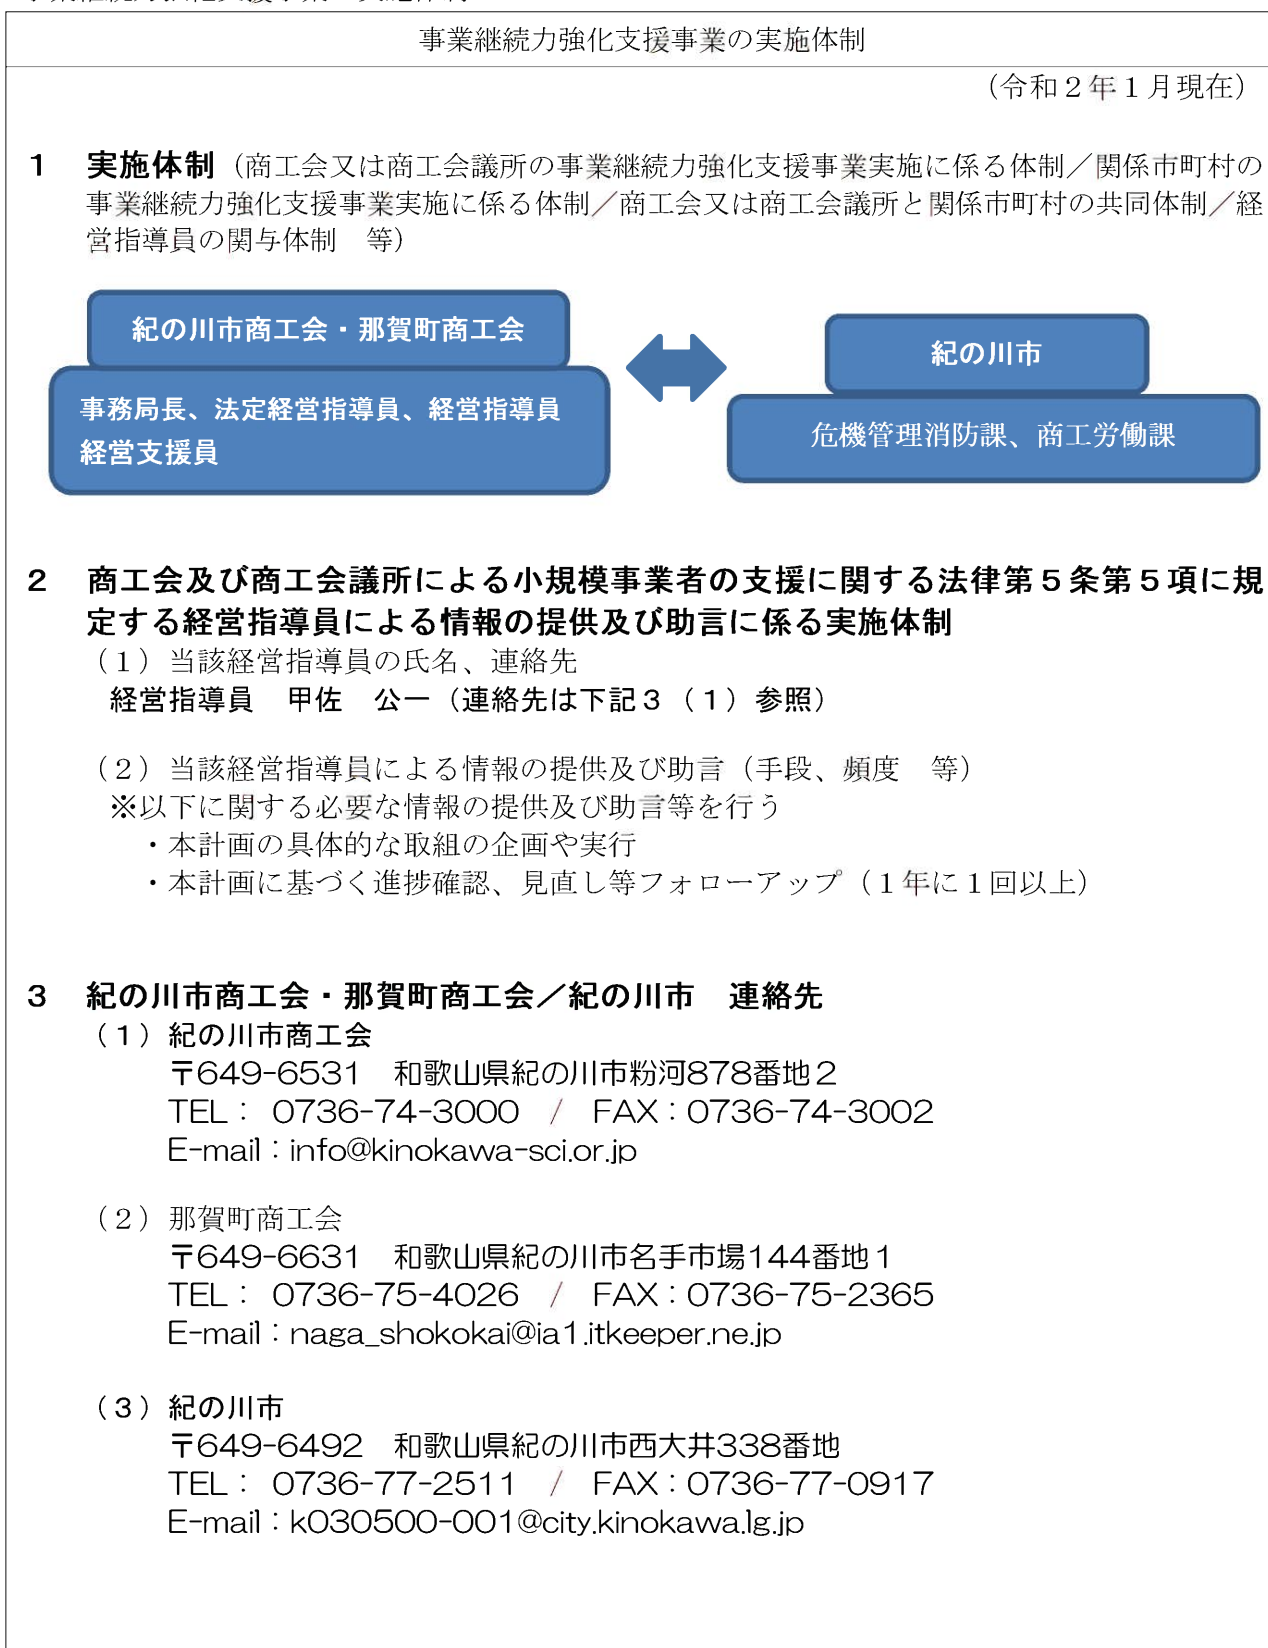 事業継続力強化支援事業の実施体制
（令和２年１月現在）
１　実施体制（商工会又は商工会議所の事業継続力強化支援事業実施に係る体制／関係市町村の
事業継続力強化支援事業実施に係る体制／商工会又は商工会議所と関係市町村の共同体制／経
営指導員の関与体制　等）
紀の川市商工会・那賀町商工会
事務局長、法定経営指導員、経営指導員
経営支援員
紀の川市
危機管理消防課、商工労働課
２　商工会及び商工会議所による小規模事業者の支援に関する法律第５条第５項に規
定する経営指導員による情報の提供及び助言に係る実施体制
（１）当該経営指導員の氏名、連絡先
経営指導員　甲佐　公一（連絡先は下記３（１）参照）
（２）当該経営指導員による情報の提供及び助言（手段、頻度　等）
※以下に関する必要な情報の提供及び助言等を行う
・本計画の具体的な取組の企画や実行
・本計画に基づく進捗確認、見直し等フォローアップ（１年に１回以上）
３　紀の川市商工会・那賀町商工会／紀の川市　連絡先
（１）紀の川市商工会
〒649-6531　和歌山県紀の川市粉河878番地２
TEL： 0736-74-3000　/　FAX：0736-74-3002
E-mail：info@kinokawa-sci.or.jp
（２）那賀町商工会
〒649-6631　和歌山県紀の川市名手市場144番地１
TEL： 0736-75-4026　/　FAX：0736-75-2365
E-mail：naga_shokokai@ia1.itkeeper.ne.jp
（３）紀の川市
〒649-6492　和歌山県紀の川市西大井338番地
TEL： 0736-77-2511　/　FAX：0736-77-0917
E-mail：k030500-001@city.kinokawa.lg.jp